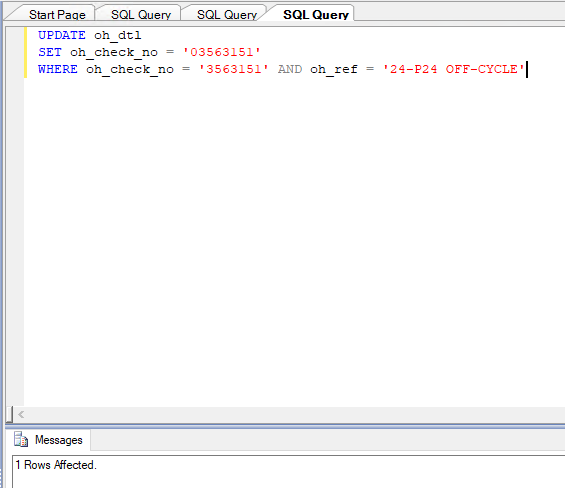 Start Page SQL Query SQL Query SQL Query
UPDATE oh_dtl
SET oh_check_no = '03563151'
WHERE oh_check_no = '3563151' AND oh_ref = '24-P24 OFF-CYCLE'
Messages
1 Rows Affected.